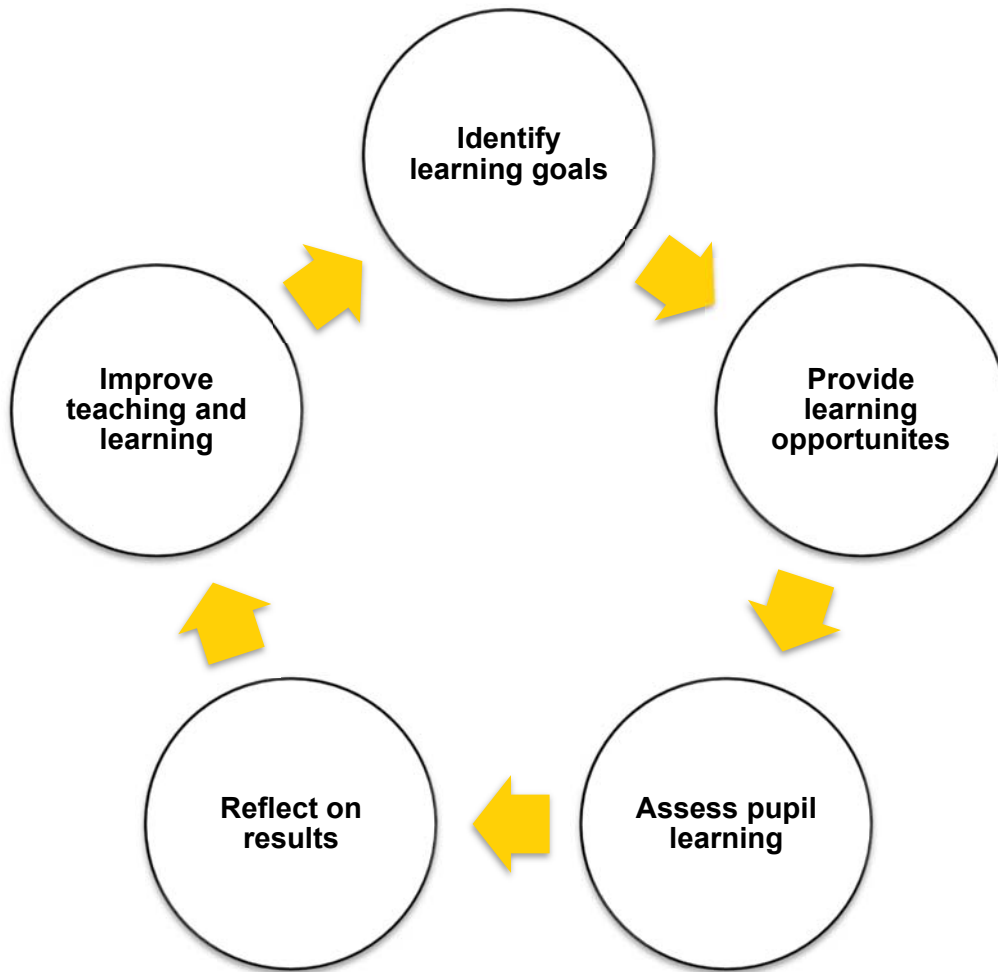 Identify
learning goals
Provide
learning
opportunites
Assess pupil
learning
Reflect on
results
Improve
teaching and
learning